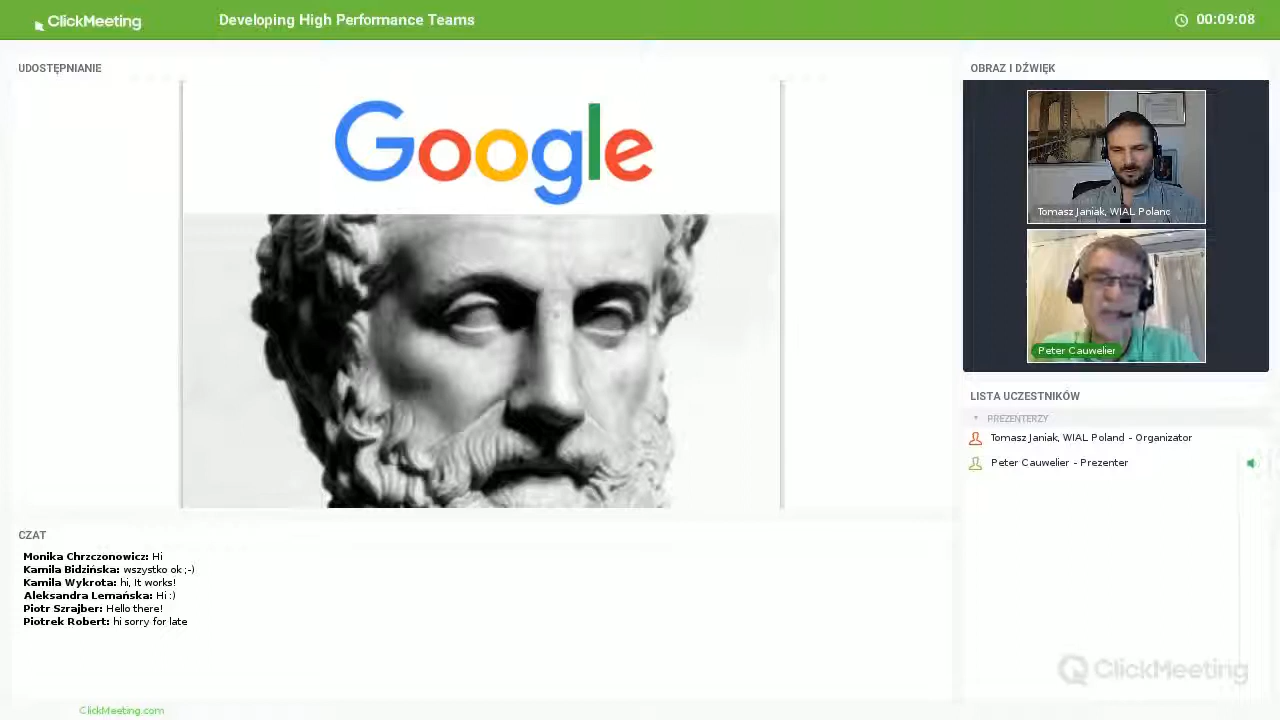 ClickMeeting
Developing High Performance Teams
00:09:08
UDOSTĘPNIANIE
Google
OBRAZ I DŹWIĘK
Tomasz Janiak, WIAL Poland
Peter Cauwelier
LISTA UCZESTNIKÓW
PREZENTERZY
Tomasz Janiak, WIAL Poland - Organizator
Peter Cauwelier - Prezenter
CZAT
Monika Chrzczonowicz: Hi
Kamila Bidzińska: wszystko ok ;-)
Kamila Wykrota: hi, It works!
Aleksandra Lemańska: Hi :)
Piotr Szrajber: Hello there!
Piotrek Robert: hi sorry for late
ClickMeeting
ClickMeeting.com